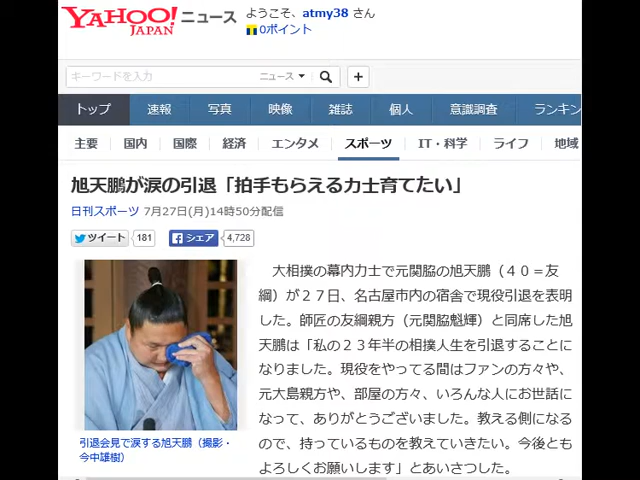 YAHOO! JAPAN ニュース
ようこそ、atmy38 さん
0ポイント
キーワードを入力 ニュース
トップ 速報 写真 映像 雑誌 個人 意識調査 ランキン
主要 国内 国際 経済 エンタメ スポーツ IT・科学 ライフ 地域
旭天鵬が涙の引退「拍手もらえる力士育てたい」
日刊スポーツ 7月27日(月)14時50分配信
ツイート 181 シェア 4,728
大相撲の幕内力士で元関脇の旭天鵬（４０＝友
綱）が２７日、名古屋市内の宿舎で現役引退を表明
した。師匠の友綱親方（元関脇魁輝）と同席した旭
天鵬は「私の２３年半の相撲人生を引退することに
なりました。現役をやってる間はファンの方々や、
元大島親方や、部屋の方々、いろんな人にお世話に
なって、ありがとうございました。教える側になる
ので、持っているものを教えていきたい。今後とも
よろしくお願いします」とあいさつした。
引退会見で涙する旭天鵬（撮影・
今中雄樹）